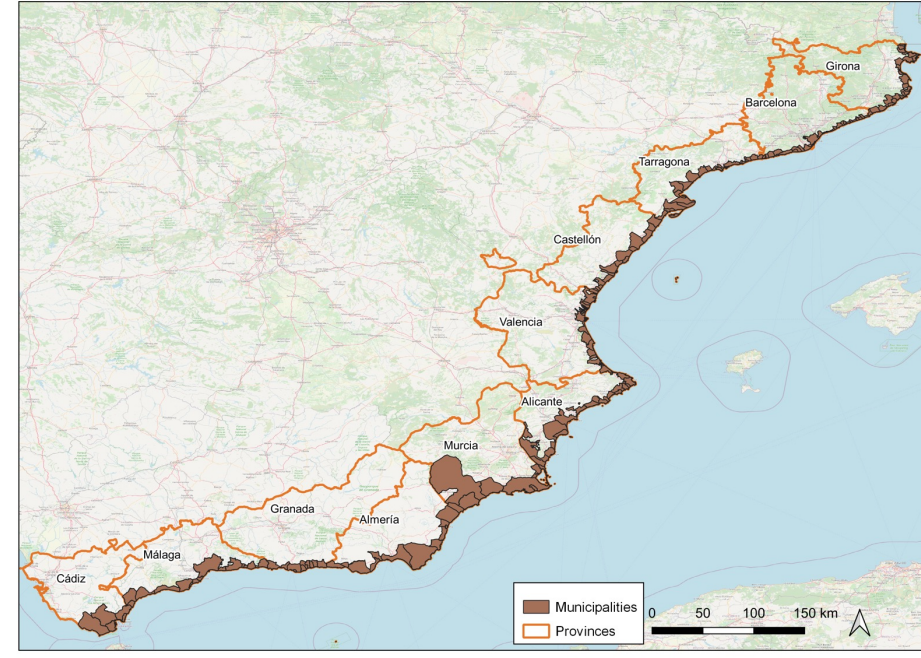 Girona
Barcelona
Tarragona
Castellón
Valencia
Alicante
Murcia
Granada
Almería
Málaga
Cádiz
Municipalities
Provinces
0 50 100 150 km